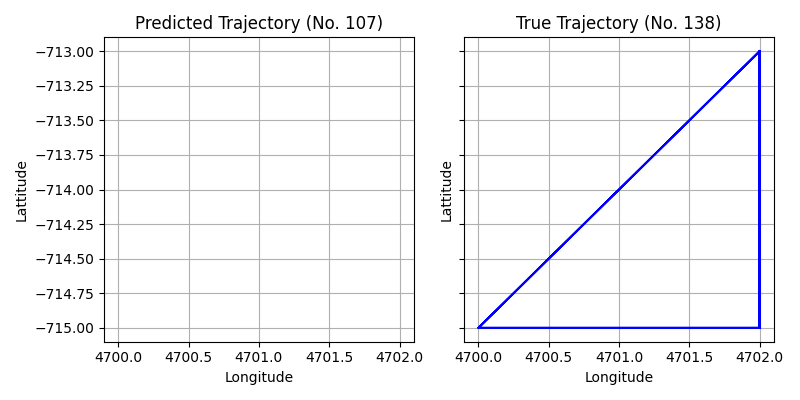 Predicted Trajectory (No. 107)
−713.00
−713.25
−713.50
−713.75
−714.00
−714.25
−714.50
−714.75
−715.00
Lattitude
4700.0 4700.5 4701.0 4701.5 4702.0
Longitude
True Trajectory (No. 138)
Lattitude
4700.0 4700.5 4701.0 4701.5 4702.0
Longitude